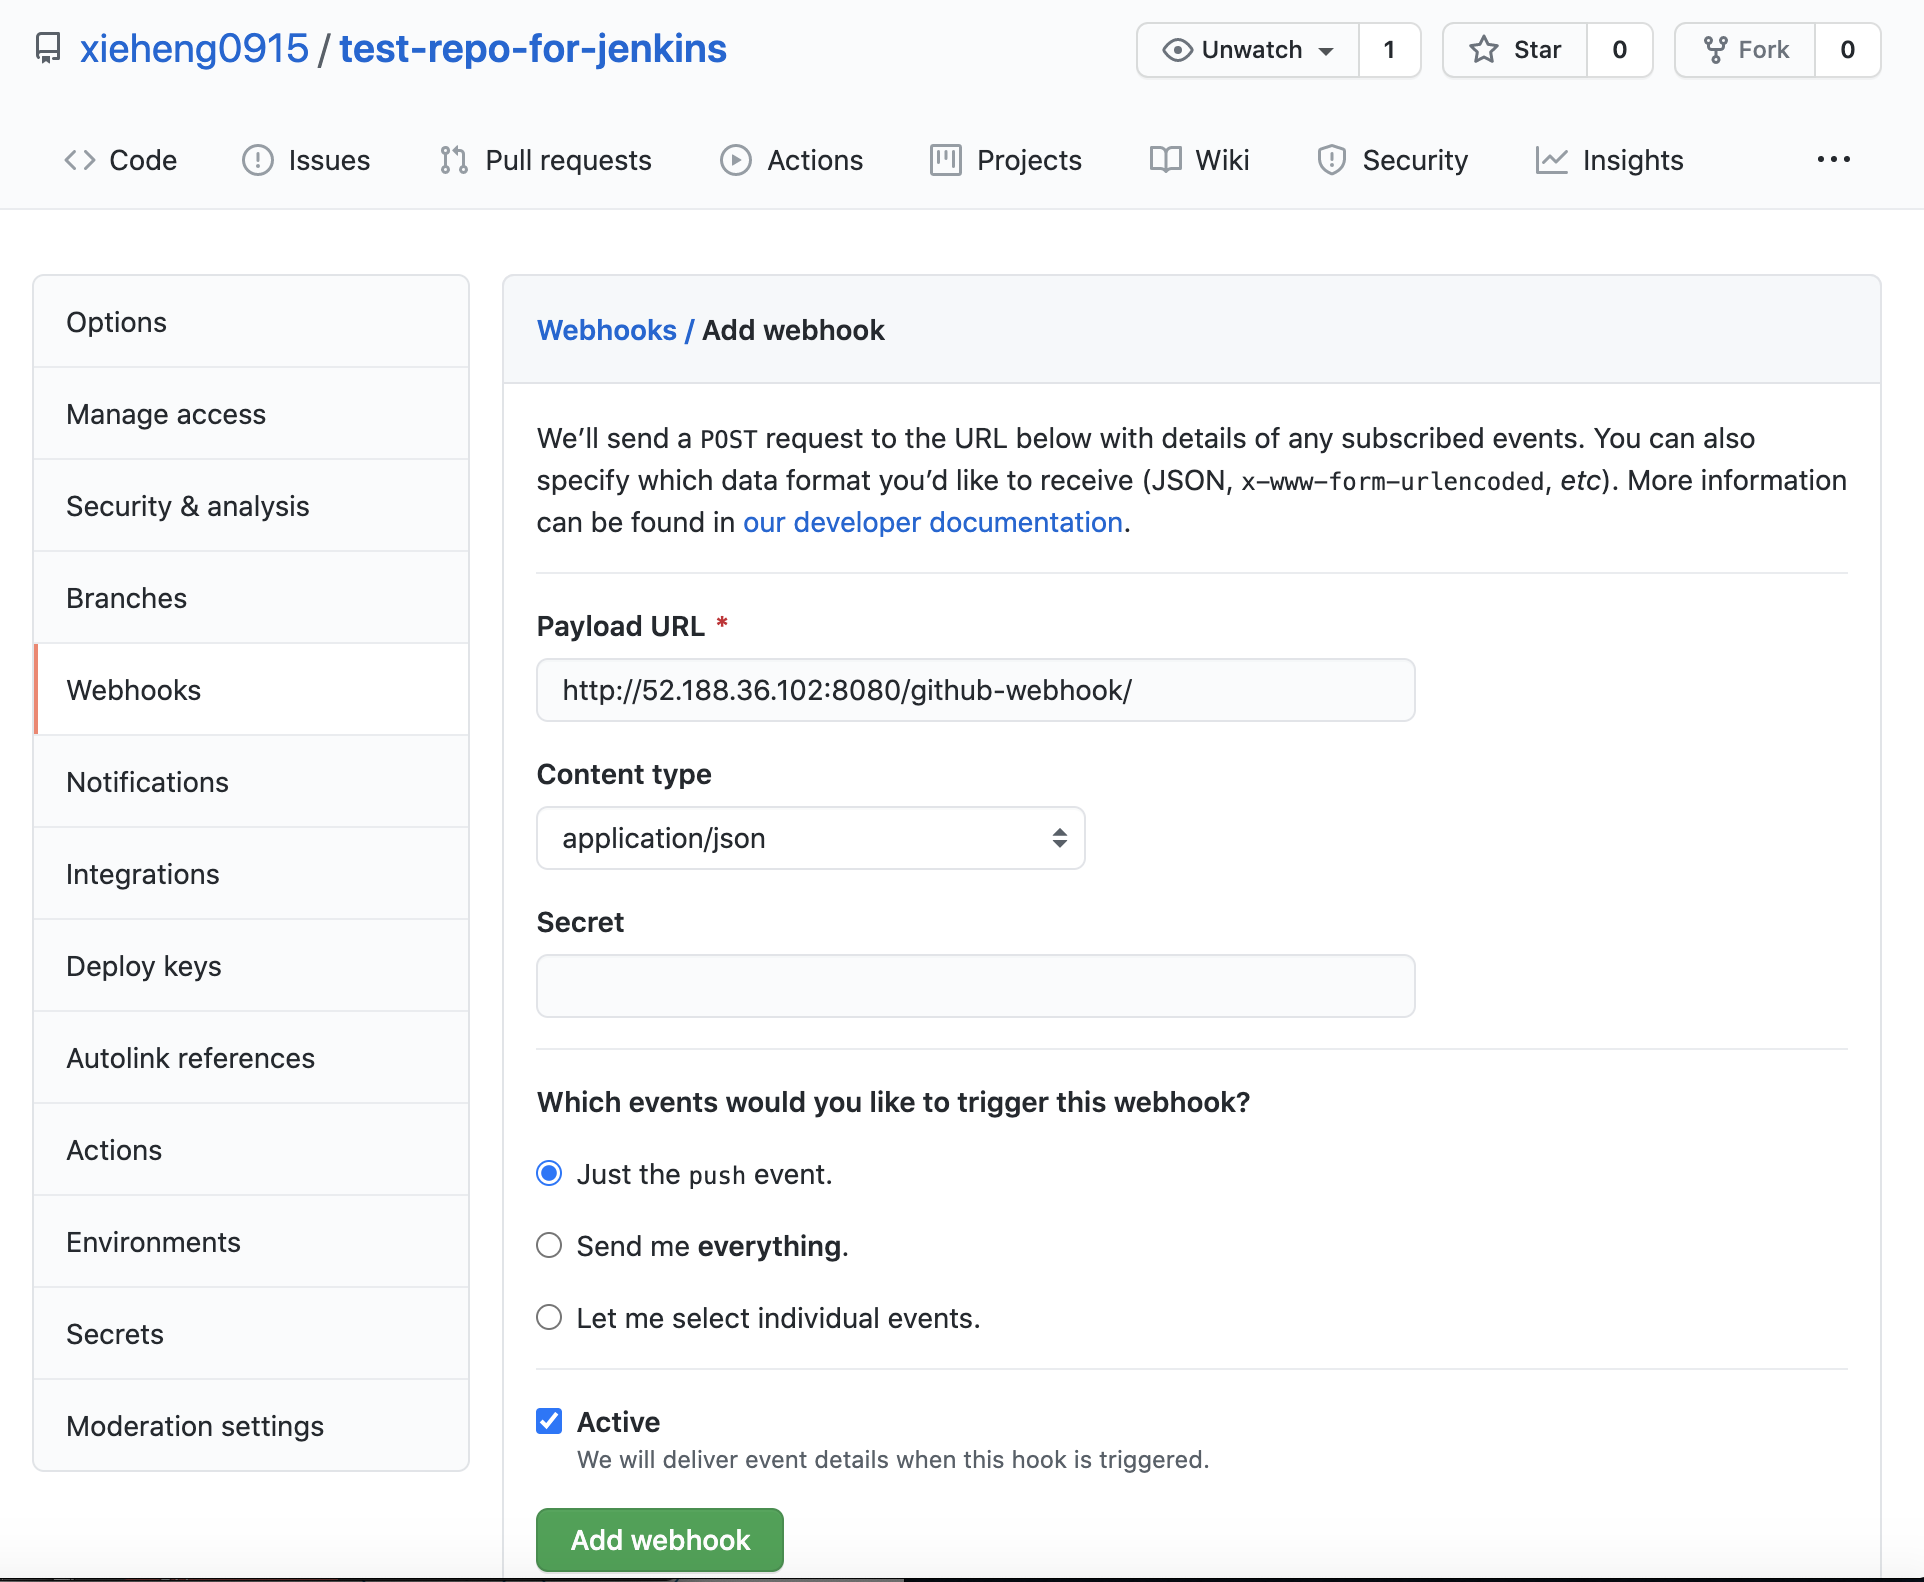 xieheng0915 / test-repo-for-jenkins
Unwatch 1
Star 0
Fork 0
Code
Issues
Pull requests
Actions
Projects
Wiki
Security
Insights
Options
Manage access
Security & analysis
Branches
Webhooks
Notifications
Integrations
Deploy keys
Autolink references
Actions
Environments
Secrets
Moderation settings
Webhooks / Add webhook
We’ll send a POST request to the URL below with details of any subscribed events. You can also
specify which data format you’d like to receive (JSON, x-www-form-urlencoded, etc). More information
can be found in our developer documentation.
Payload URL *
http://52.188.36.102:8080/github-webhook/
Content type
application/json
Secret
Which events would you like to trigger this webhook?
Just the push event.
Send me everything.
Let me select individual events.
Active
We will deliver event details when this hook is triggered.
Add webhook